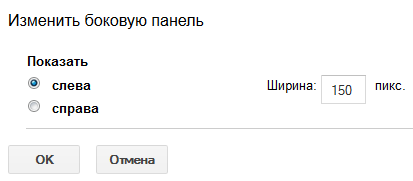 Изменить боковую панель
Показать
слева Ширина: 150 пикс.
справа
OK Отмена